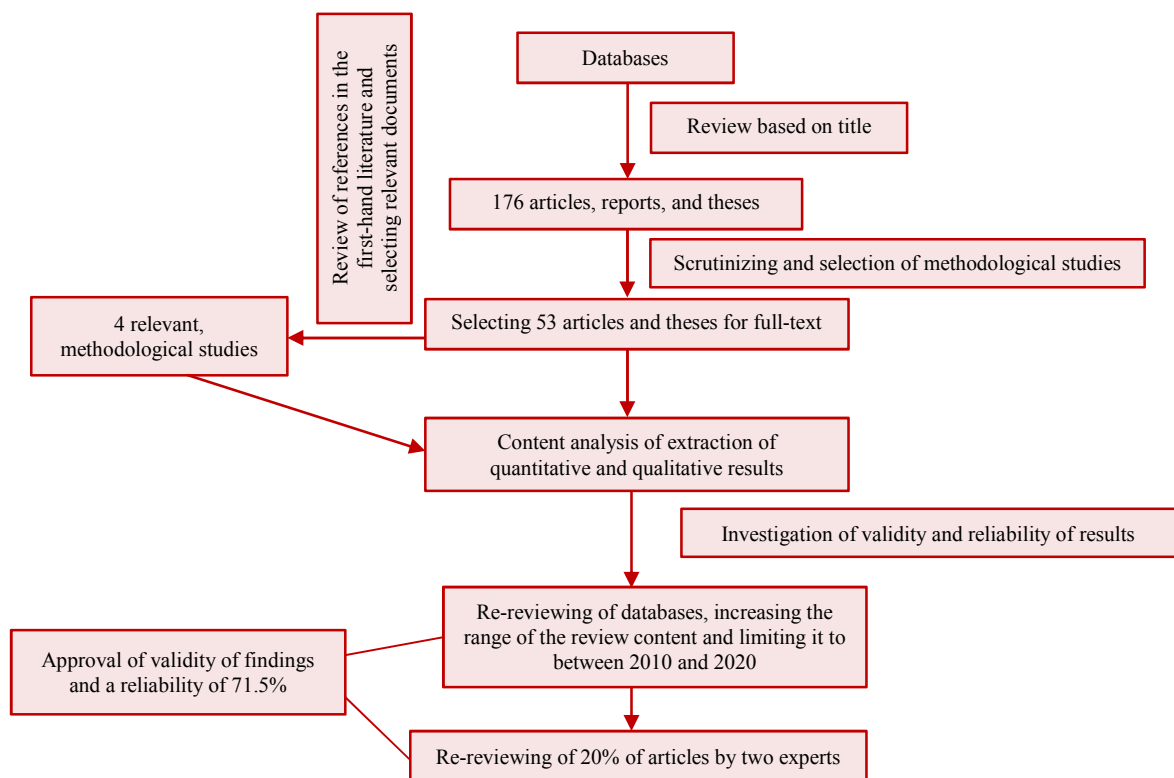 Databases
Review of references in the
first-hand literature and
selecting relevant documents
Review based on title
176 articles, reports, and theses
Scrutinizing and selection of methodological studies
4 relevant,
methodological studies
Selecting 53 articles and theses for full-text
Content analysis of extraction of
quantitative and qualitative results
Investigation of validity and reliability of results
Re-reviewing of databases, increasing the
range of the review content and limiting it to
between 2010 and 2020
Approval of validity of findings
and a reliability of 71.5%
Re-reviewing of 20% of articles by two experts